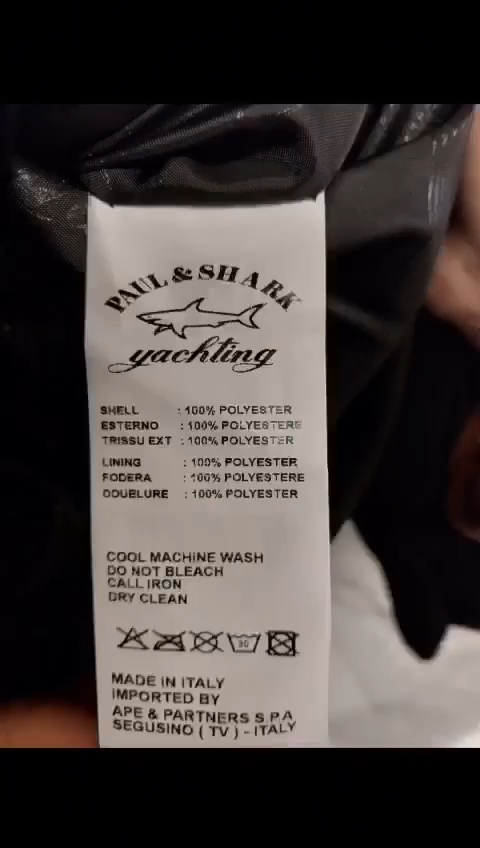 PAUL & SHARK
yachting
SHELL : 100% POLYESTER
ESTERNO : 100% POLYESTERE
TRISSU EXT : 100% POLYESTER
LINING : 100% POLYESTER
FODERA : 100% POLYESTERE
DOUELURE : 100% POLYESTER
COOL MACHINE WASH
DO NOT BLEACH
CALL IRON
DRY CLEAN
30
MADE IN ITALY
IMPORTED BY
APE & PARTNERS S.P.A
SEGUSINO ( TV ) - ITALY